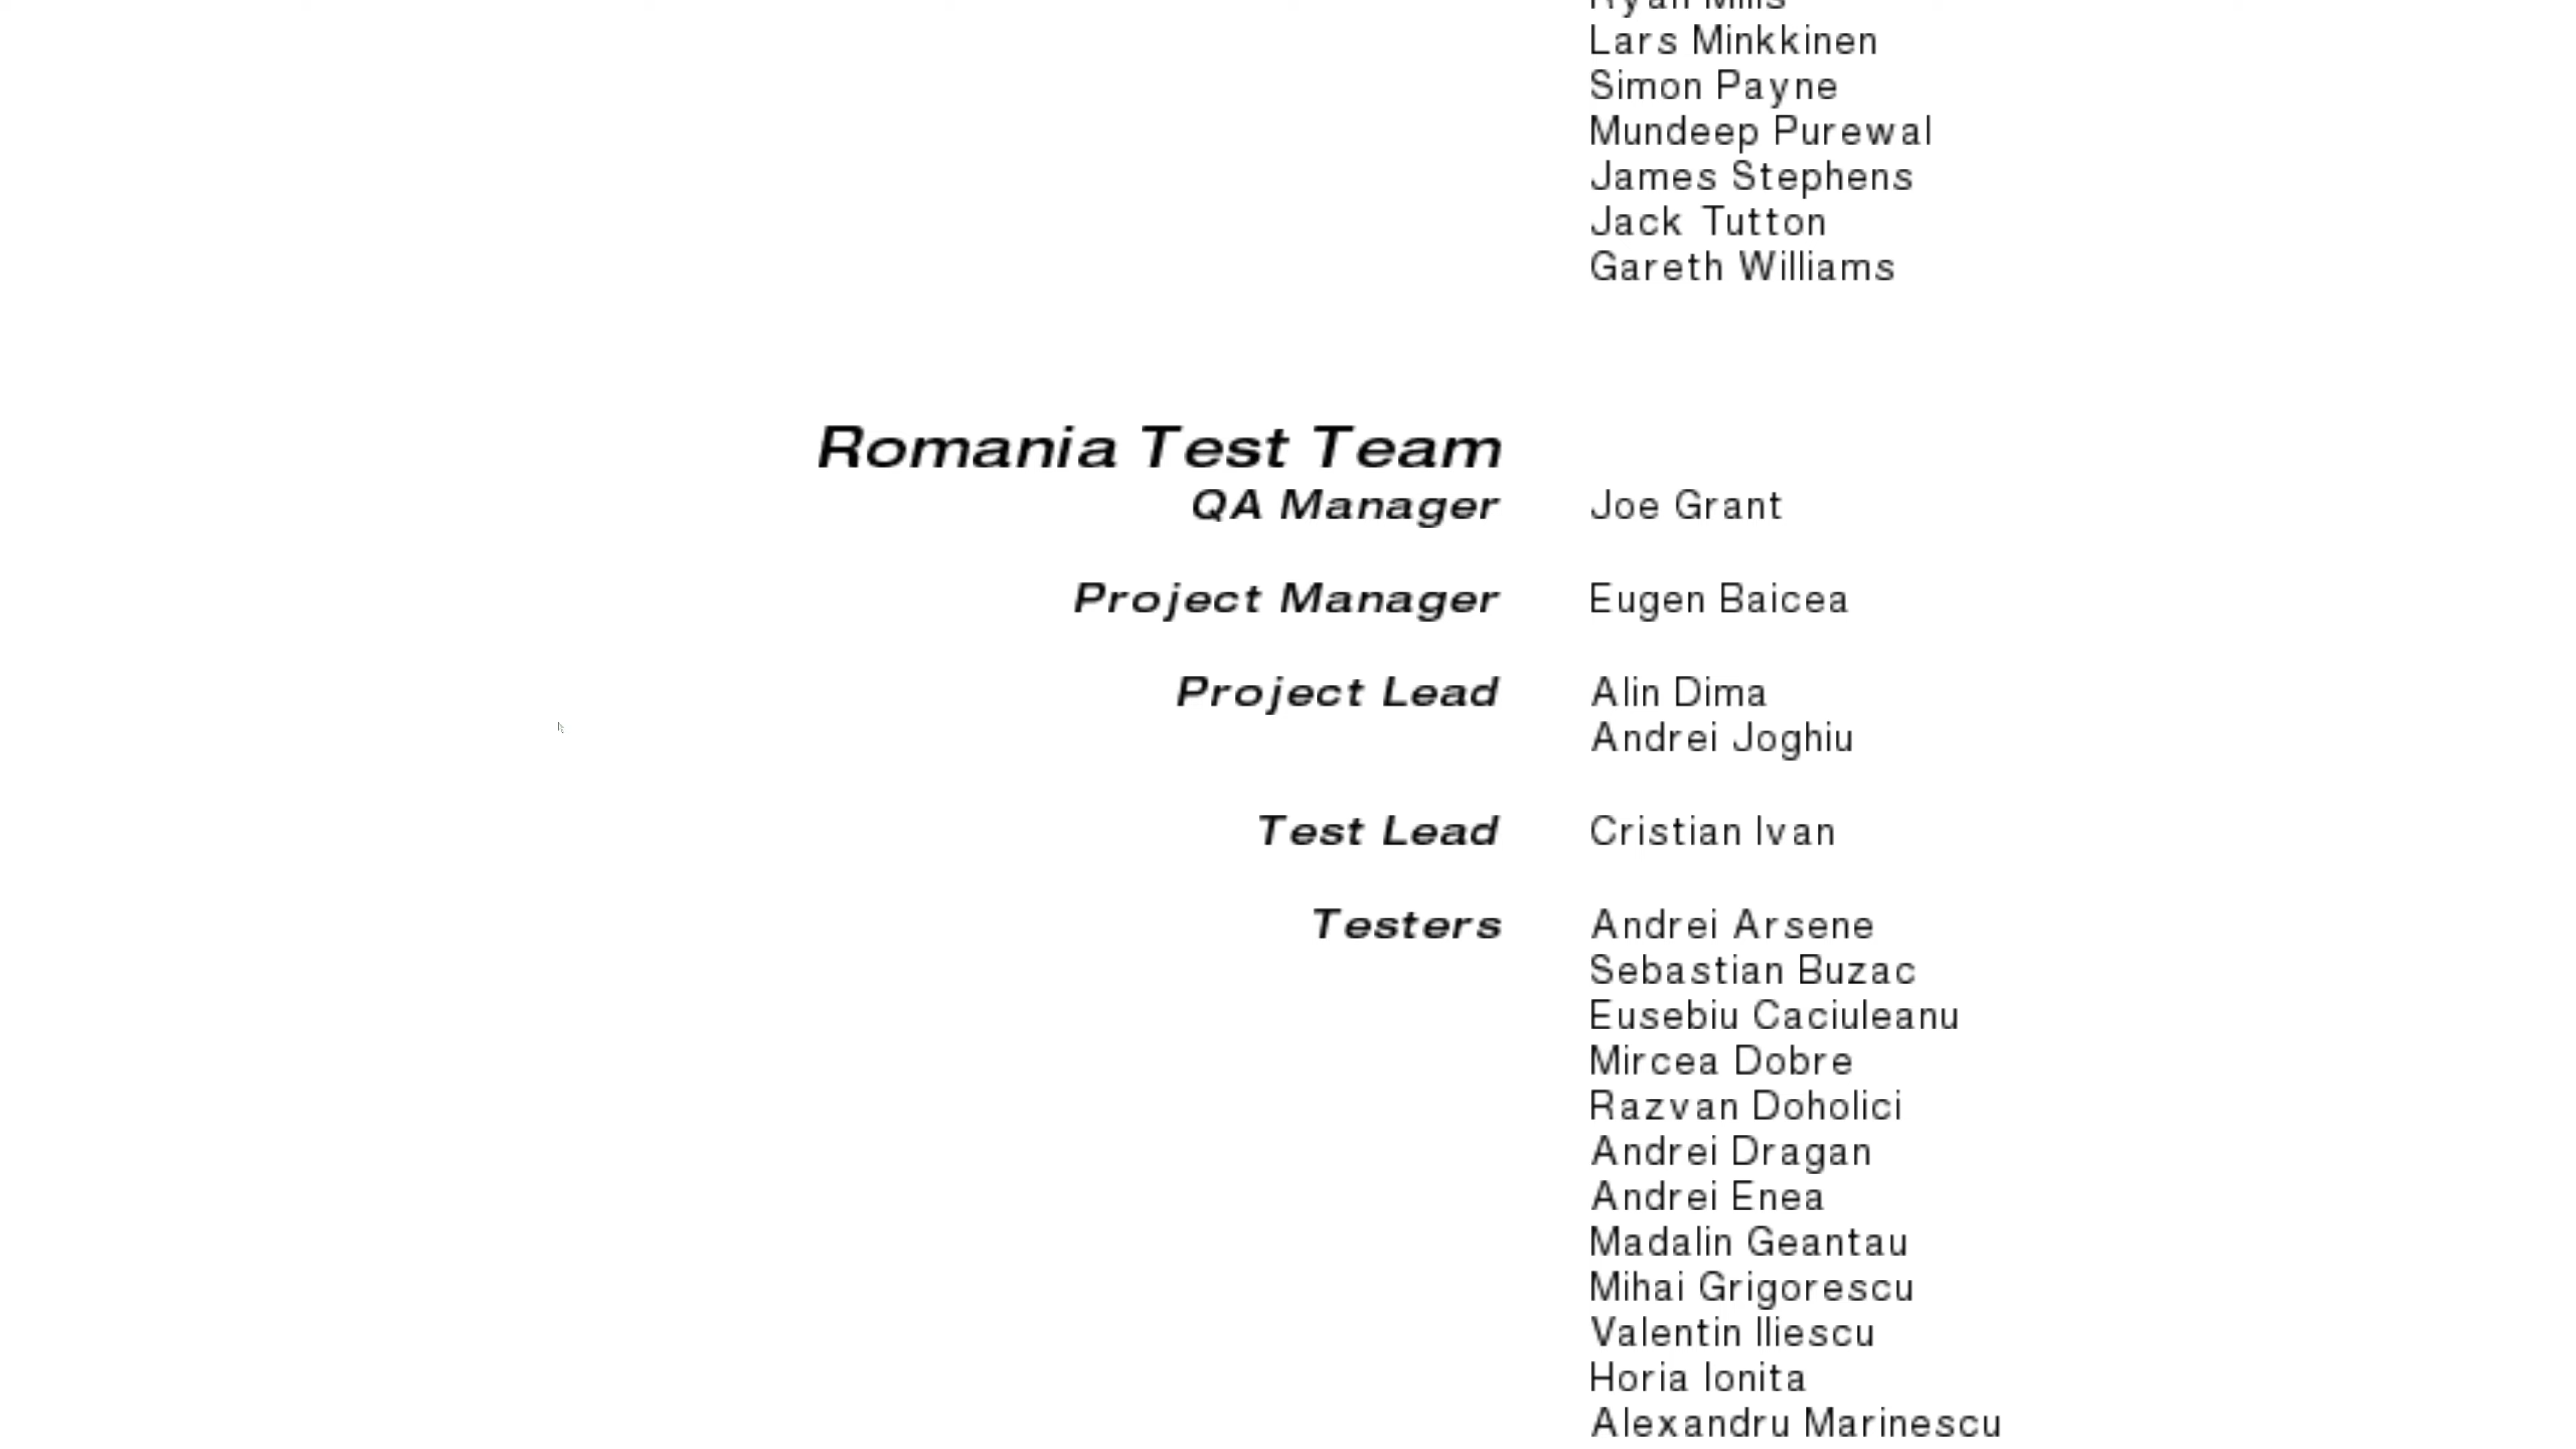 Ryan Mills
Lars Minkkinen
Simon Payne
Mundeep Purewal
James Stephens
Jack Tutton
Gareth Williams
Romania Test Team
QA Manager Joe Grant
Project Manager Eugen Baicea
Project Lead Alin Dima
Andrei Joghiu
Test Lead Cristian Ivan
Testers Andrei Arsene
Sebastian Buzac
Eusebiu Caciuleanu
Mircea Dobre
Razvan Doholici
Andrei Dragan
Andrei Enea
Madalin Geantau
Mihai Grigorescu
Valentin Iliescu
Horia Ionita
Alexandru Marinescu